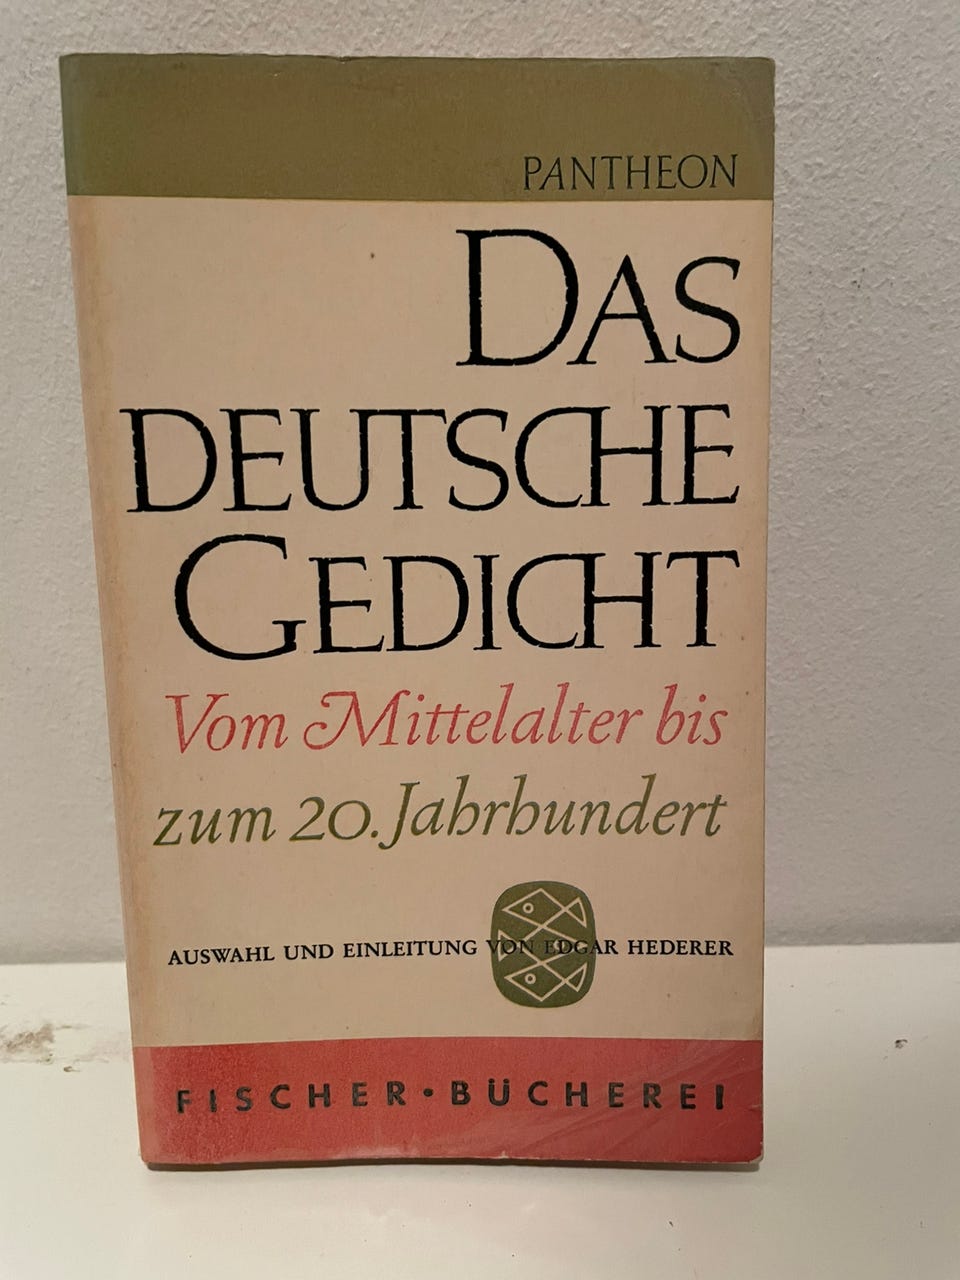 PANTHEON
DAS
DEUTSCHE
GEDICHT
Vom Mittelalter bis
zum 20. Jahrhundert
AUSWAHL UND EINLEITUNG VON EDGAR HEDERER
FISCHER • BÜCHEREI